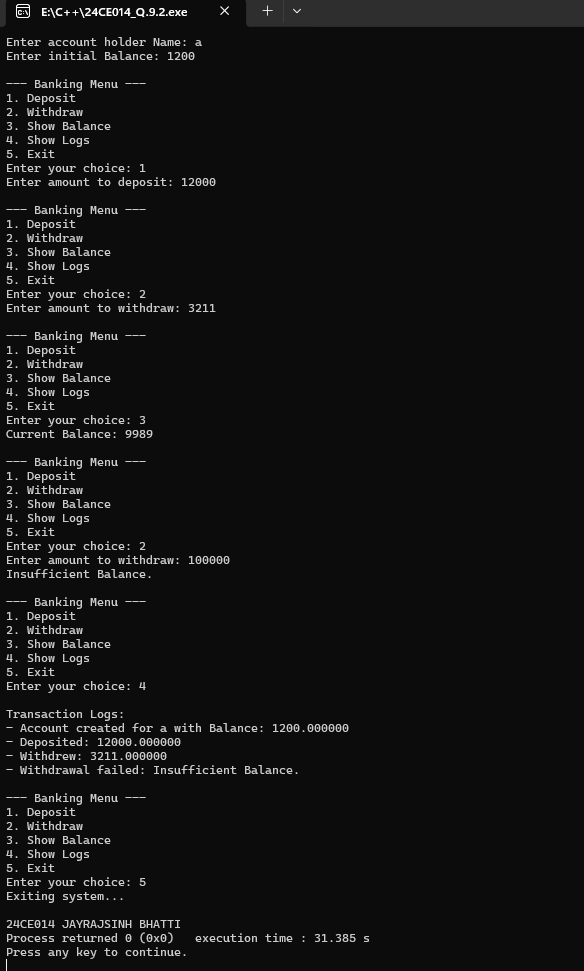 E:\C++\24CE014_Q.9.2.exe
Enter account holder Name: a
Enter initial Balance: 1200
--- Banking Menu ---
1. Deposit
2. Withdraw
3. Show Balance
4. Show Logs
5. Exit
Enter your choice: 1
Enter amount to deposit: 12000
--- Banking Menu ---
1. Deposit
2. Withdraw
3. Show Balance
4. Show Logs
5. Exit
Enter your choice: 2
Enter amount to withdraw: 3211
--- Banking Menu ---
1. Deposit
2. Withdraw
3. Show Balance
4. Show Logs
5. Exit
Enter your choice: 3
Current Balance: 9989
--- Banking Menu ---
1. Deposit
2. Withdraw
3. Show Balance
4. Show Logs
5. Exit
Enter your choice: 2
Enter amount to withdraw: 100000
Insufficient Balance.
--- Banking Menu ---
1. Deposit
2. Withdraw
3. Show Balance
4. Show Logs
5. Exit
Enter your choice: 4
Transaction Logs:
- Account created for a with Balance: 1200.000000
- Deposited: 12000.000000
- Withdrew: 3211.000000
- Withdrawal failed: Insufficient Balance.
--- Banking Menu ---
1. Deposit
2. Withdraw
3. Show Balance
4. Show Logs
5. Exit
Enter your choice: 5
Exiting system...
24CE014 JAYRAJSINH BHATTI
Process returned 0 (0x0)   execution time : 31.385 s
Press any key to continue.